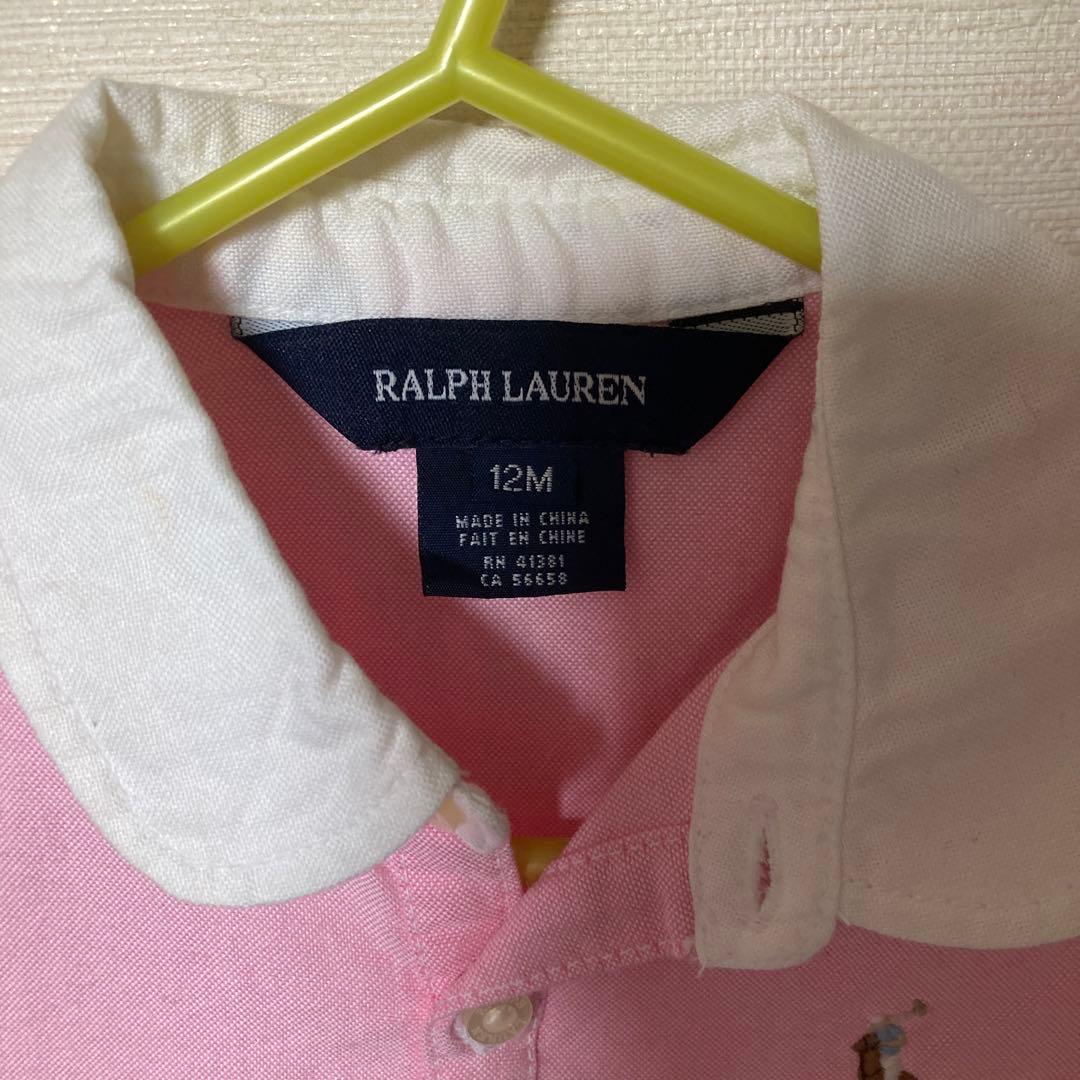 RALPH LAUREN
12M
MADE IN CHINA
FAIT EN CHINE
RN 41381
CA 56658